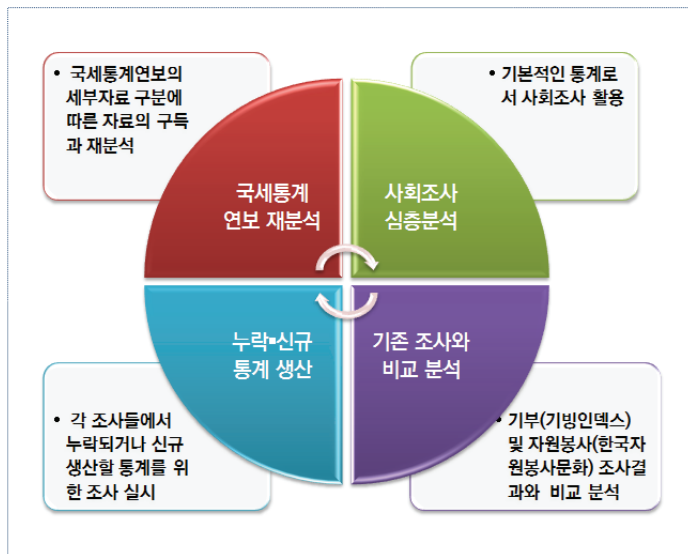 • 국세통계연보의
세부자료 구분에
따른 자료의 구득
과 재분석
• 기본적인 통계로
서 사회조사 활용
국세통계
연보 재분석
사회조사
심층분석
누락▪신규
통계 생산
기존 조사와
비교 분석
• 각 조사들에서
누락되거나 신규
생산할 통계를 위
한 조사 실시
• 기부(기빙인덱스)
및 자원봉사(한국자
원봉사문화) 조사결
과와 비교 분석